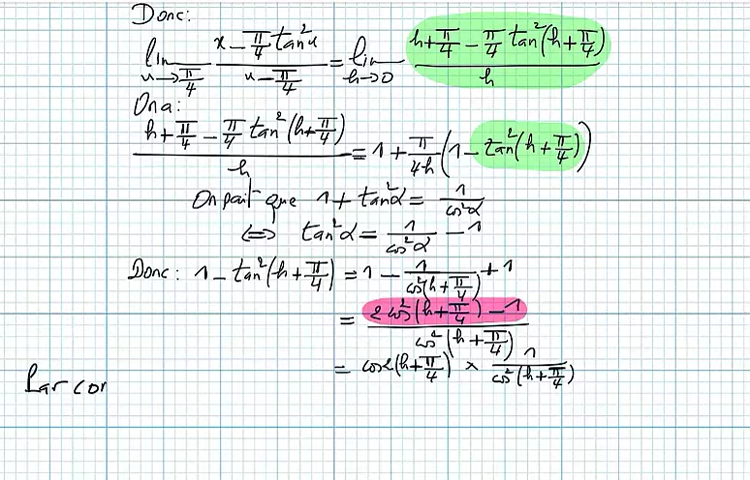 Donc:
lim x→π/4 (x - π/4 tan²x)/(x - π/4) = lim h→0 (h + π/4 - π/4 tan²(h + π/4))/h
On a:
(h + π/4 - π/4 tan²(h + π/4))/h = 1 + π/4h (1 - tan²(h + π/4))
On sait que 1 + tan²α = 1/cos²α
⇔ tan²α = 1/cos²α - 1
Donc: 1 - tan²(h + π/4) = 1 - 1/cos²(h + π/4) + 1
= (2cos²(h + π/4) - 1)/cos²(h + π/4)
= cos2(h + π/4) × 1/cos²(h + π/4)
Par con